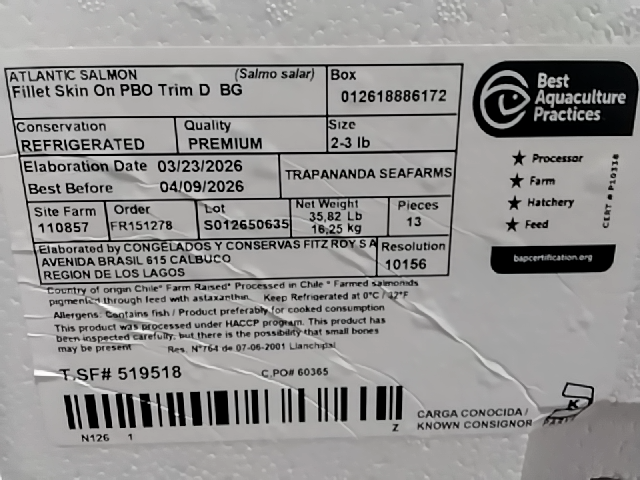 ATLANTIC SALMON (Salmo salar)
Fillet Skin On PBO Trim D BG
Box
012618886172
Conservation
REFRIGERATED
Quality
PREMIUM
Size
2-3 lb
Elaboration Date 03/23/2026
Best Before 04/09/2026
TRAPANANDA SEAFARMS
Site Farm
110857
Order
FR151278
Lot
S012650635
Net Weight
35,82 Lb
16,25 kg
Pieces
13
Elaborated by CONGELADOS Y CONSERVAS FITZ ROY S A
AVENIDA BRASIL 615 CALBUCO
REGION DE LOS LAGOS
Resolution
10156
Country of origin Chile* Farm Raised* Processed in Chile * Farmed salmonids
pigmented through feed with astaxanthin. Keep Refrigerated at 0°C / 32°F
Allergens: Contains fish / Product preferably for cooked consumption
This product was processed under HACCP program. This product has
been inspected carefully, but there is the possibility that small bones
may be present Res. N°764 de 07-06-2001 Llanchipal
T.SF# 519518
C.PO# 60365
N126 1
Z
CARGA CONOCIDA /
KNOWN CONSIGNOR
K
Best
Aquaculture
Practices
Processor
Farm
Hatchery
Feed
CERT # P10338
bapcertification.org